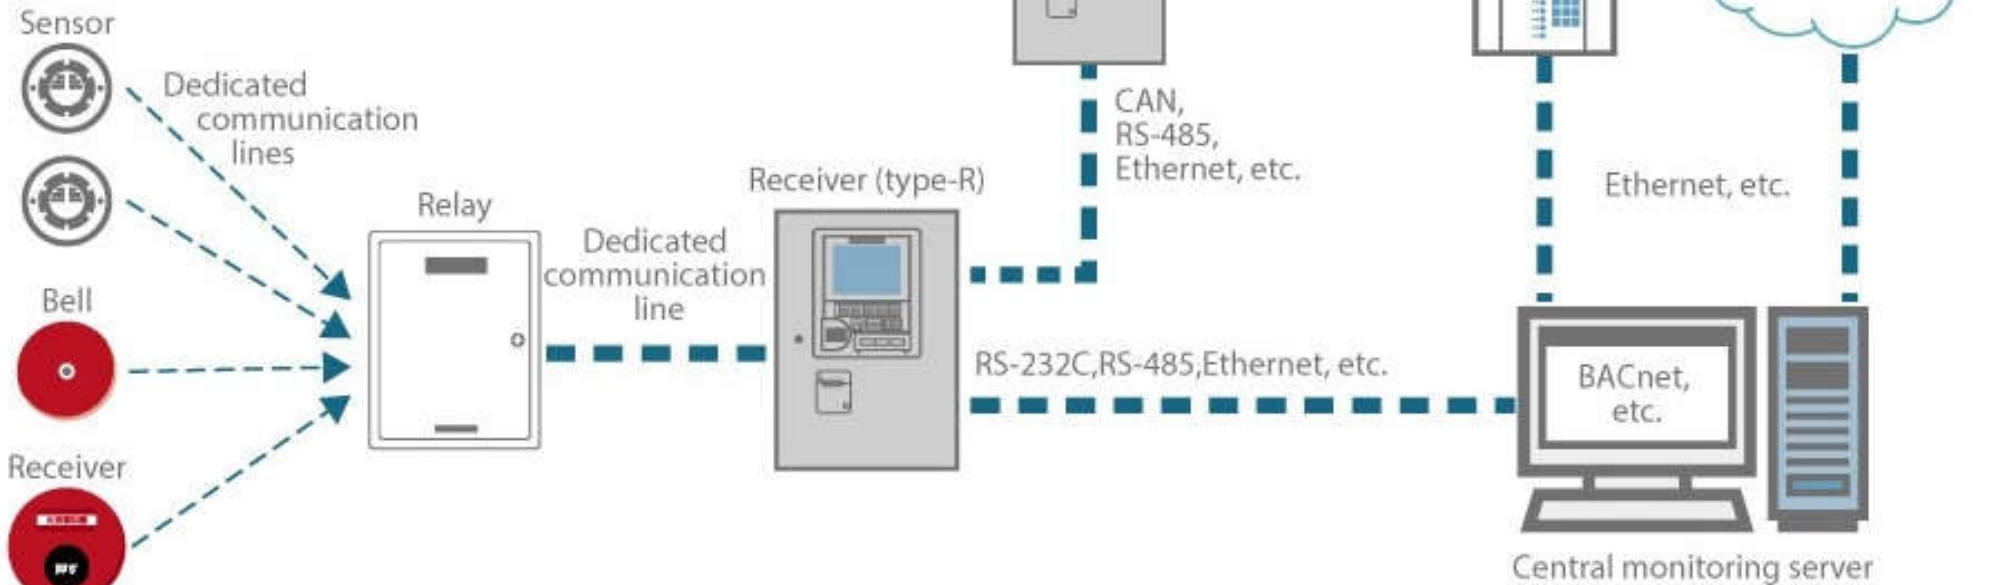 Sensor
Dedicated
communication
lines
CAN,
RS-485,
Ethernet, etc.
Receiver (type-R)
Ethernet, etc.
Relay
Dedicated
communication
line
Bell
RS-232C,RS-485,Ethernet, etc.
BACnet,
etc.
Receiver
Central monitoring server